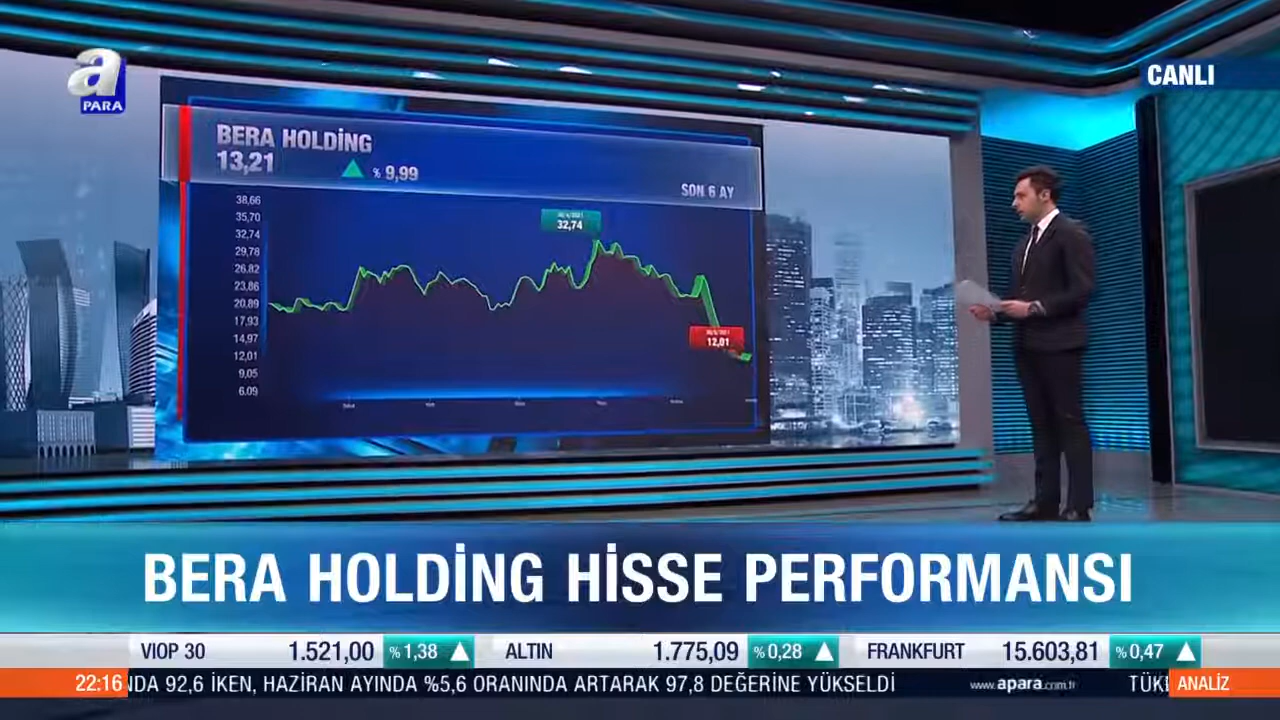 a
PARA
CANLI
BERA HOLDİNG
13,21
% 9,99
SON 6 AY
38,66
35,70
32,74
29,78
26,82
23,86
20,89
17,93
14,97
12,01
9,05
6.09
32,74
12,01
BERA HOLDİNG HİSSE PERFORMANSI
VIOP 30 1.521,00 %1,38
ALTIN 1.775,09 %0,28
FRANKFURT 15.603,81 %0,47
22:16 NDA 92,6 İKEN, HAZİRAN AYINDA %5,6 ORANINDA ARTARAK 97,8 DEĞERİNE YÜKSELDİ www.apara.com.tr TÜK ANALİZ